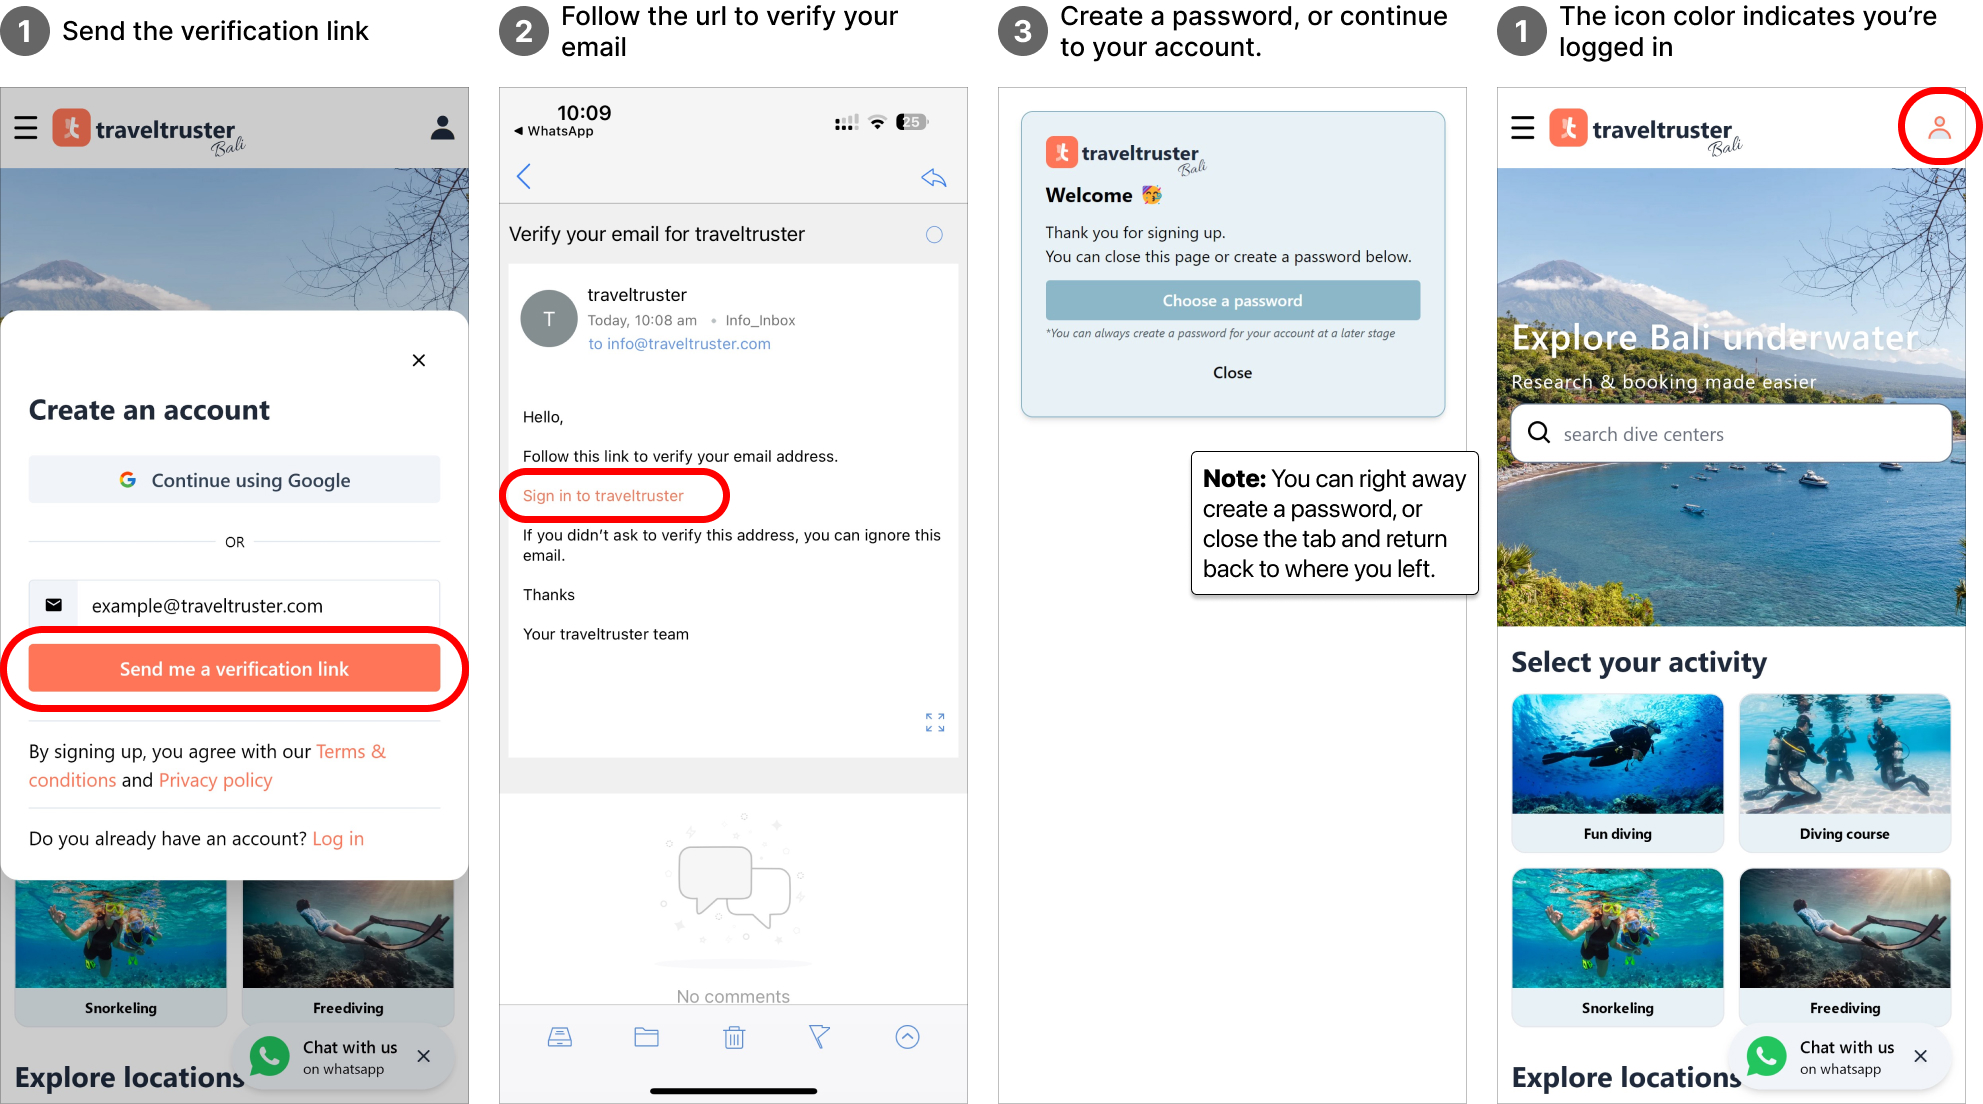 1
Send the verification link
traveltruster
Bali
×
Create an account
Continue using Google
OR
example@traveltruster.com
Send me a verification link
By signing up, you agree with our Terms &
conditions and Privacy policy
Do you already have an account? Log in
Snorkeling
Freediving
Chat with us
on whatsapp
Explore locations
2
Follow the url to verify your
email
10:09
WhatsApp
25
Verify your email for traveltruster
T
traveltruster
Today, 10:08 am • Info_Inbox
to info@traveltruster.com
Hello,
Follow this link to verify your email address.
Sign in to traveltruster
If you didn’t ask to verify this address, you can ignore this
email.
Thanks
Your traveltruster team
No comments
3
Create a password, or continue
to your account.
traveltruster
Bali
Welcome 🥳
Thank you for signing up.
You can close this page or create a password below.
Choose a password
*You can always create a password for your account at a later stage
Close
Note: You can right away
create a password, or
close the tab and return
back to where you left.
1
The icon color indicates you’re
logged in
traveltruster
Bali
Explore Bali underwater
Research & booking made easier
search dive centers
Select your activity
Fun diving
Diving course
Snorkeling
Freediving
Chat with us
on whatsapp
Explore locations